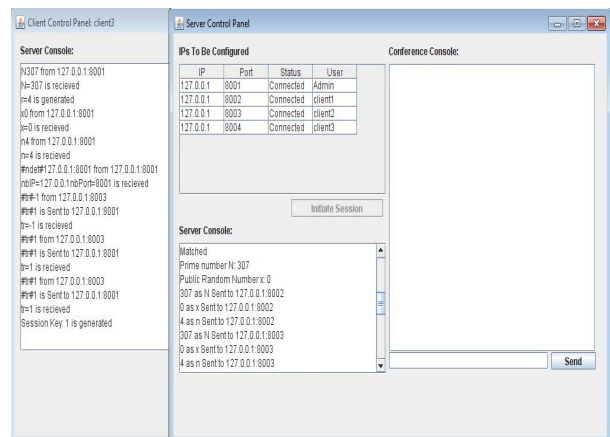 Client Control Panel: client3
Server Console:
N307 from 127.0.0.1:8001
N=307 is recieved
r=4 is generated
x0 from 127.0.0.1:8001
x=0 is recieved
n4 from 127.0.0.1:8001
n=4 is recieved
#ndet#127.0.0.1:8001 from 127.0.0.1:8001
nbIP=127.0.0.1nbPort=8001 is recieved
#tr#-1 from 127.0.0.1:8003
#tr#1 is Sent to 127.0.0.1:8001
tr=-1 is recieved
#tr#1 from 127.0.0.1:8003
#tr#1 is Sent to 127.0.0.1:8001
tr=1 is recieved
#tr#1 from 127.0.0.1:8003
#tr#1 is Sent to 127.0.0.1:8001
tr=1 is recieved
Session Key: 1 is generated
Server Control Panel
IPs To Be Configured
IP Port Status User
127.0.0.1 8001 Connected Admin
127.0.0.1 8002 Connected client1
127.0.0.1 8003 Connected client2
127.0.0.1 8004 Connected client3
Initiate Session
Server Console:
Matched
Prime number N: 307
Public Random Number x: 0
307 as N Sent to 127.0.0.1:8002
0 as x Sent to 127.0.0.1:8002
4 as n Sent to 127.0.0.1:8002
307 as N Sent to 127.0.0.1:8003
0 as x Sent to 127.0.0.1:8003
4 as n Sent to 127.0.0.1:8003
Conference Console:
Send